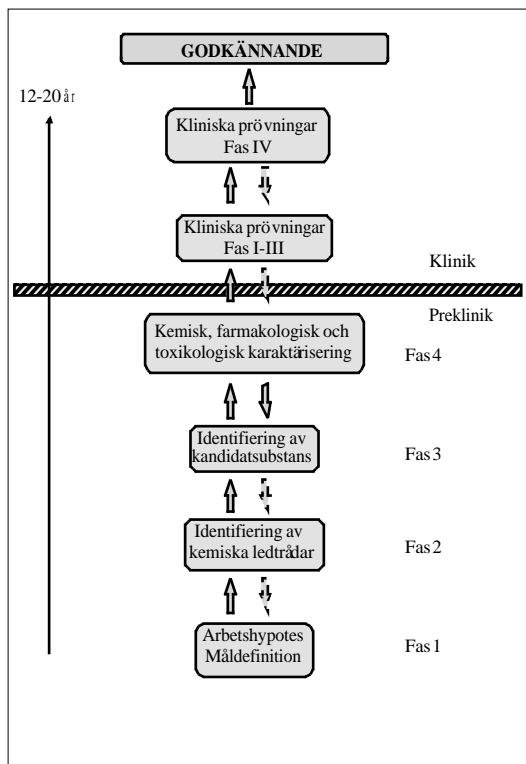 GODKÄNNANDE
12-20 år
Kliniska prövningar
Fas IV
Kliniska prövningar
Fas I-III
Klinik
Preklinik
Kemisk, farmakologisk och
toxikologisk karaktärisering
Fas 4
Identifiering av
kandidatsubstans
Fas 3
Identifiering av
kemiska ledtrådar
Fas 2
Arbetshypotes
Måldefinition
Fas 1